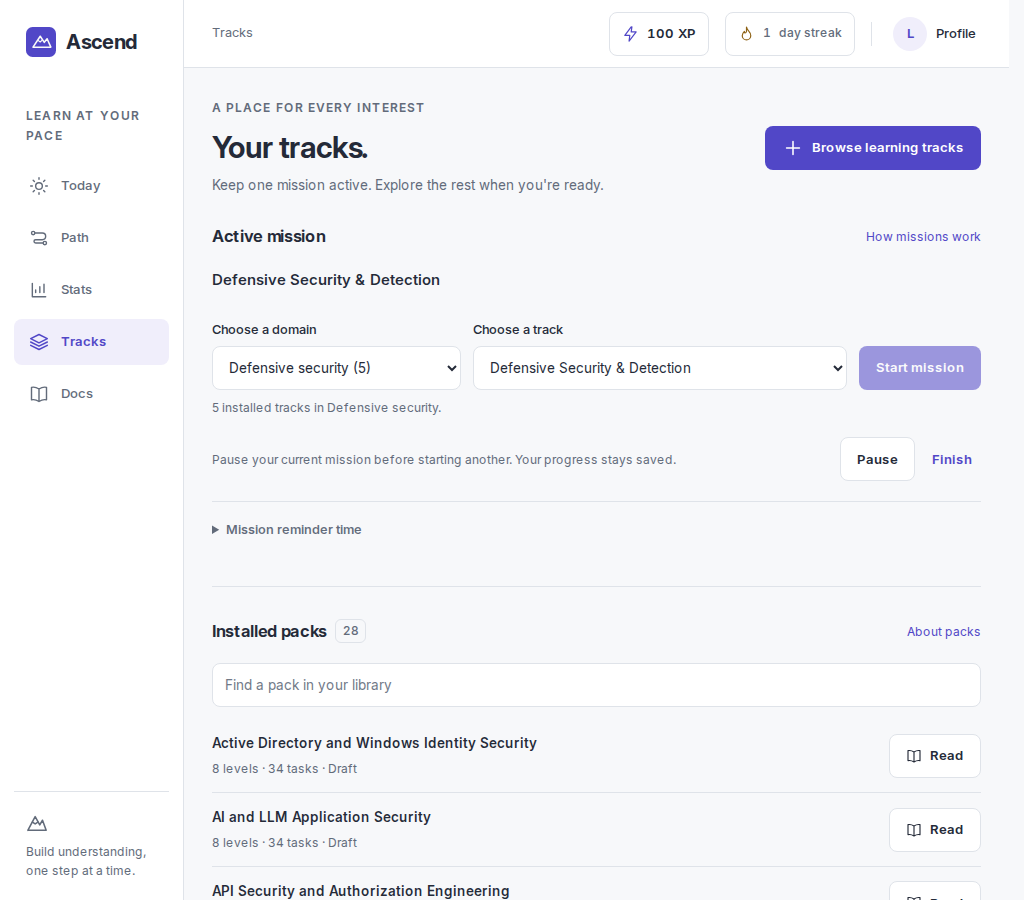 Ascend
LEARN AT YOUR
PACE
Today
Path
Stats
Tracks
Docs
Build understanding,
one step at a time.
Tracks
100 XP
1 day streak
L
Profile
A PLACE FOR EVERY INTEREST
Your tracks.
Keep one mission active. Explore the rest when you're ready.
Browse learning tracks
Active mission
How missions work
Defensive Security & Detection
Choose a domain
Choose a track
Defensive security (5)
Defensive Security & Detection
Start mission
5 installed tracks in Defensive security.
Pause your current mission before starting another. Your progress stays saved.
Pause
Finish
Mission reminder time
Installed packs
28
About packs
Find a pack in your library
Active Directory and Windows Identity Security
8 levels · 34 tasks · Draft
Read
AI and LLM Application Security
8 levels · 34 tasks · Draft
Read
API Security and Authorization Engineering